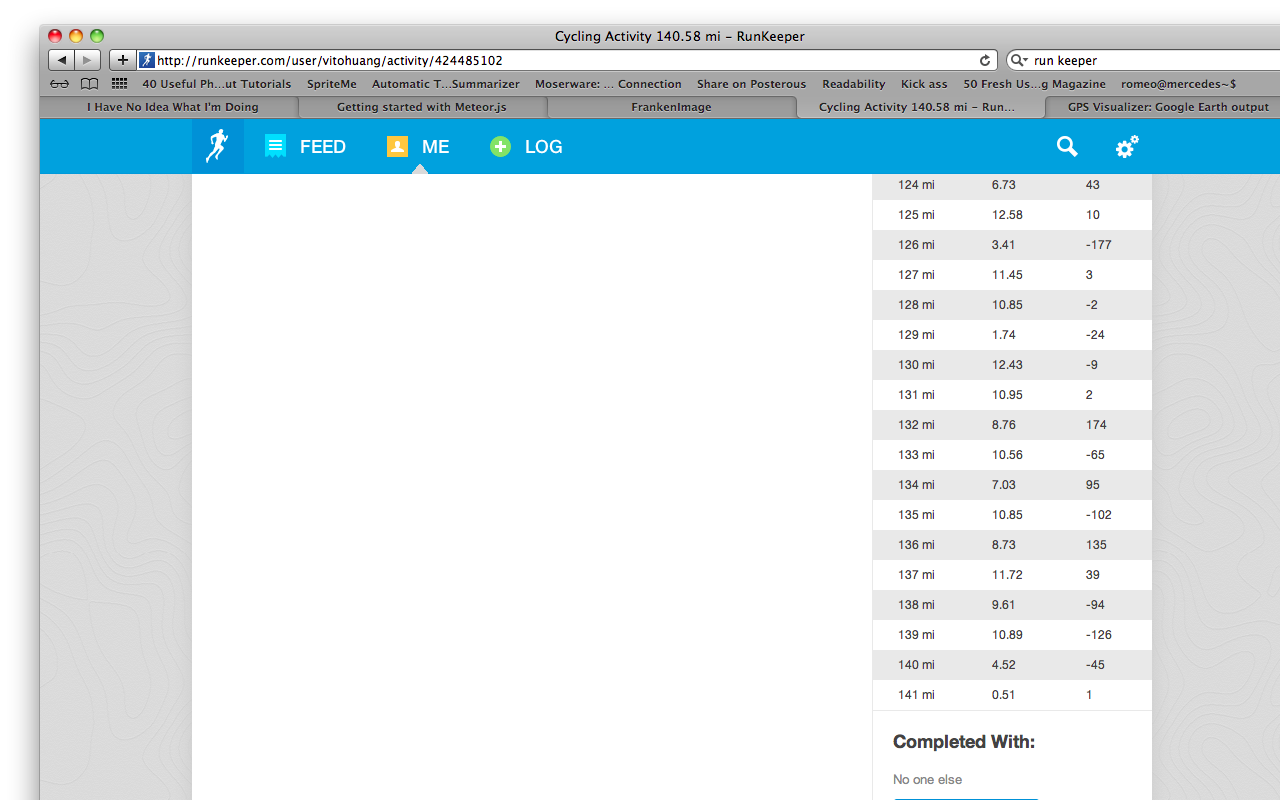 Cycling Activity 140.58 mi – RunKeeper
http://runkeeper.com/user/vitohuang/activity/424485102
run keeper
40 Useful Ph...ut Tutorials SpriteMe Automatic T...Summarizer Moserware: ... Connection Share on Posterous Readability Kick ass 50 Fresh Us...g Magazine romeo@mercedes~$
I Have No Idea What I'm Doing Getting started with Meteor.js FrankenImage Cycling Activity 140.58 mi – Run... GPS Visualizer: Google Earth output
FEED ME LOG
124 mi 6.73 43
125 mi 12.58 10
126 mi 3.41 -177
127 mi 11.45 3
128 mi 10.85 -2
129 mi 1.74 -24
130 mi 12.43 -9
131 mi 10.95 2
132 mi 8.76 174
133 mi 10.56 -65
134 mi 7.03 95
135 mi 10.85 -102
136 mi 8.73 135
137 mi 11.72 39
138 mi 9.61 -94
139 mi 10.89 -126
140 mi 4.52 -45
141 mi 0.51 1
Completed With:
No one else